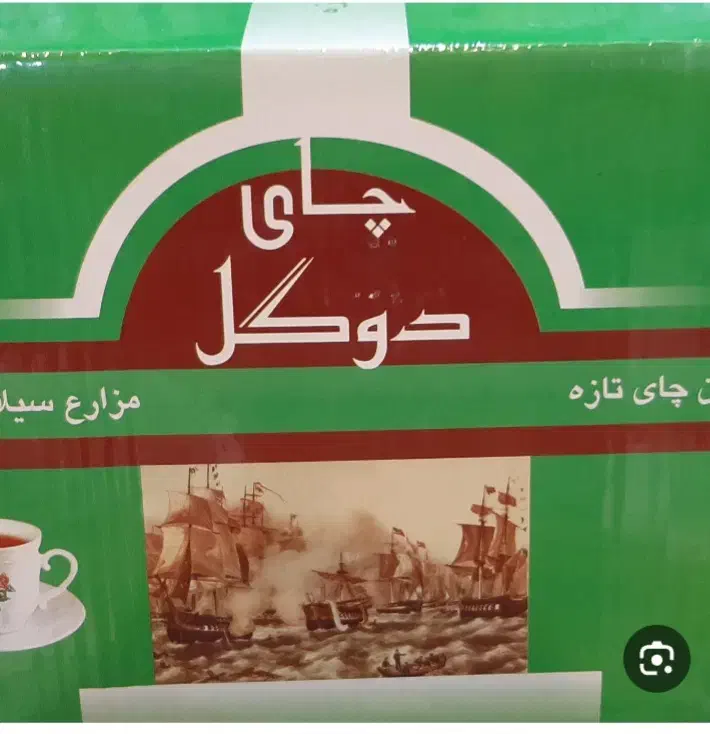 چای
دوگل
چای تازه
مزارع